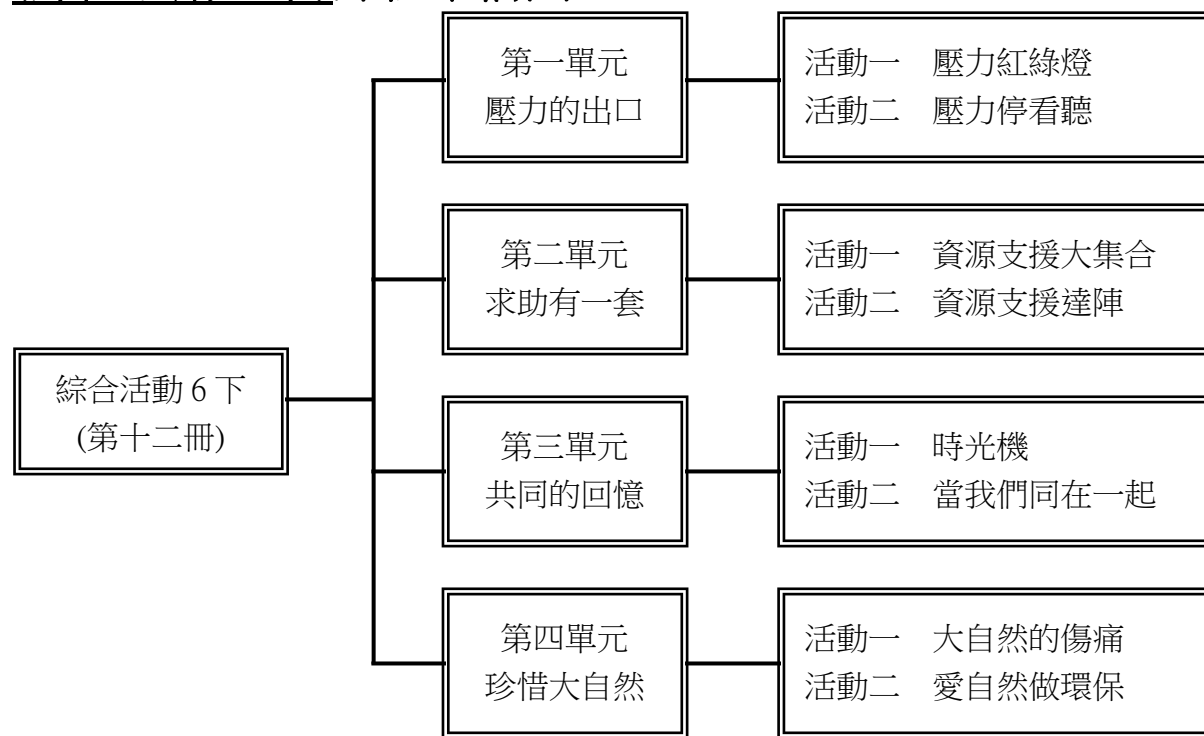 第一單元
壓力的出口
活動一 壓力紅綠燈
活動二 壓力停看聽
第二單元
求助有一套
活動一 資源支援大集合
活動二 資源支援達陣
綜合活動 6 下
(第十二冊)
第三單元
共同的回憶
活動一 時光機
活動二 當我們同在一起
第四單元
珍惜大自然
活動一 大自然的傷痛
活動二 愛自然做環保